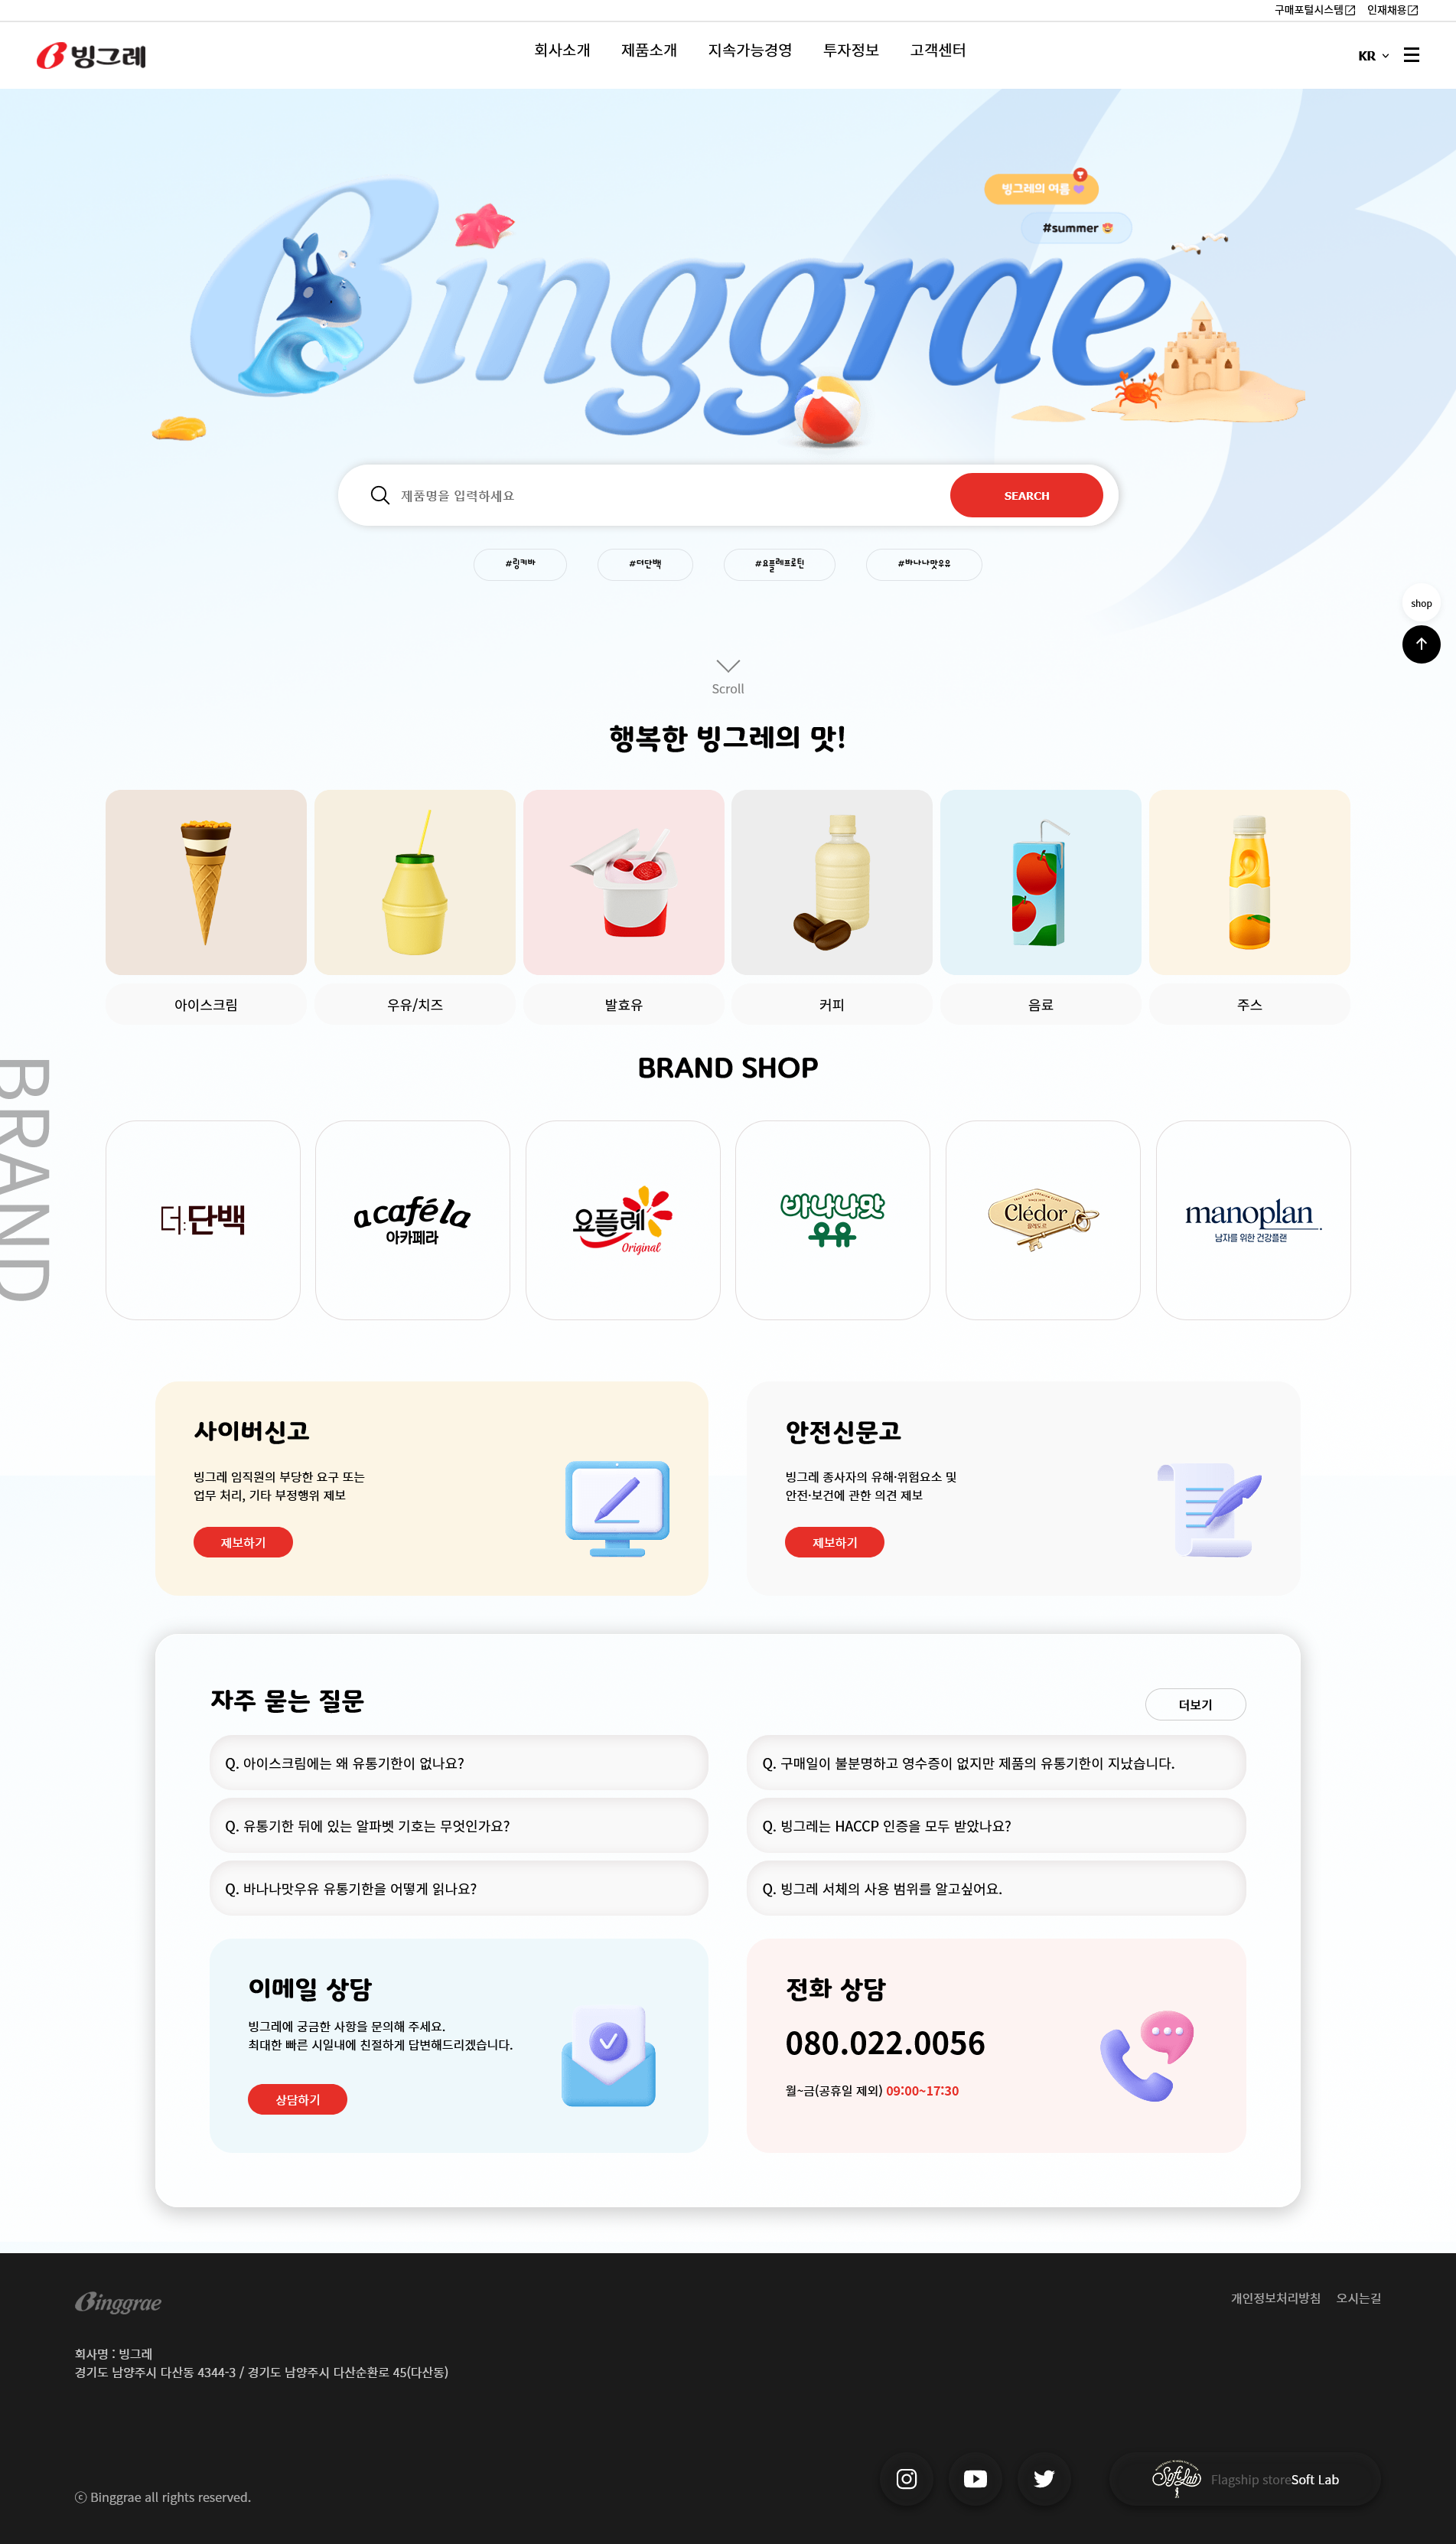 구매포털시스템 인재채용
빙그레
회사소개 제품소개 지속가능경영 투자정보 고객센터
KR
빙그레의 여름
#summer
Binggrae
제품명을 입력하세요
SEARCH
#링키바 #더단백 #요플레프로틴 #바나나맛우유
shop
Scroll
행복한 빙그레의 맛!
아이스크림 우유/치즈 발효유 커피 음료 주스
BRAND SHOP
BRAND
더:단백
acaféla
아카페라
요플레
Original
바나나맛
우유
Clédor
끌레도르
manoplan.
남자를 위한 건강플랜
사이버신고
빙그레 임직원의 부당한 요구 또는
업무 처리, 기타 부정행위 제보
제보하기
안전신문고
빙그레 종사자의 유해·위험요소 및
안전·보건에 관한 의견 제보
제보하기
자주 묻는 질문
더보기
Q. 아이스크림에는 왜 유통기한이 없나요?
Q. 구매일이 불분명하고 영수증이 없지만 제품의 유통기한이 지났습니다.
Q. 유통기한 뒤에 있는 알파벳 기호는 무엇인가요?
Q. 빙그레는 HACCP 인증을 모두 받았나요?
Q. 바나나맛우유 유통기한을 어떻게 읽나요?
Q. 빙그레 서체의 사용 범위를 알고싶어요.
이메일 상담
빙그레에 궁금한 사항을 문의해 주세요.
최대한 빠른 시일내에 친절하게 답변해드리겠습니다.
상담하기
전화 상담
080.022.0056
월~금(공휴일 제외) 09:00~17:30
Binggrae
개인정보처리방침 오시는길
회사명 : 빙그레
경기도 남양주시 다산동 4344-3 / 경기도 남양주시 다산순환로 45(다산동)
ⓒ Binggrae all rights reserved.
Soft Lab
Flagship storeSoft Lab